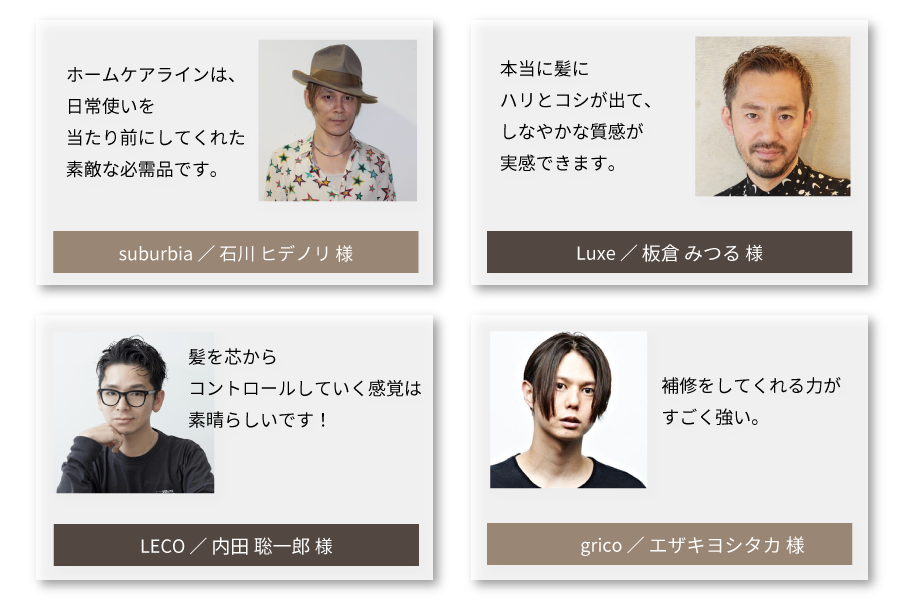 ホームケアラインは、
日常使いを
当たり前にしてくれた
素敵な必需品です。
suburbia ／ 石川 ヒデノリ 様
本当に髪に
ハリとコシが出て、
しなやかな質感が
実感できます。
Luxe ／ 板倉 みつる 様
髪を芯から
コントロールしていく感覚は
素晴らしいです！
LECO ／ 内田 聡一郎 様
補修をしてくれる力が
すごく強い。
grico ／ エザキヨシタカ 様